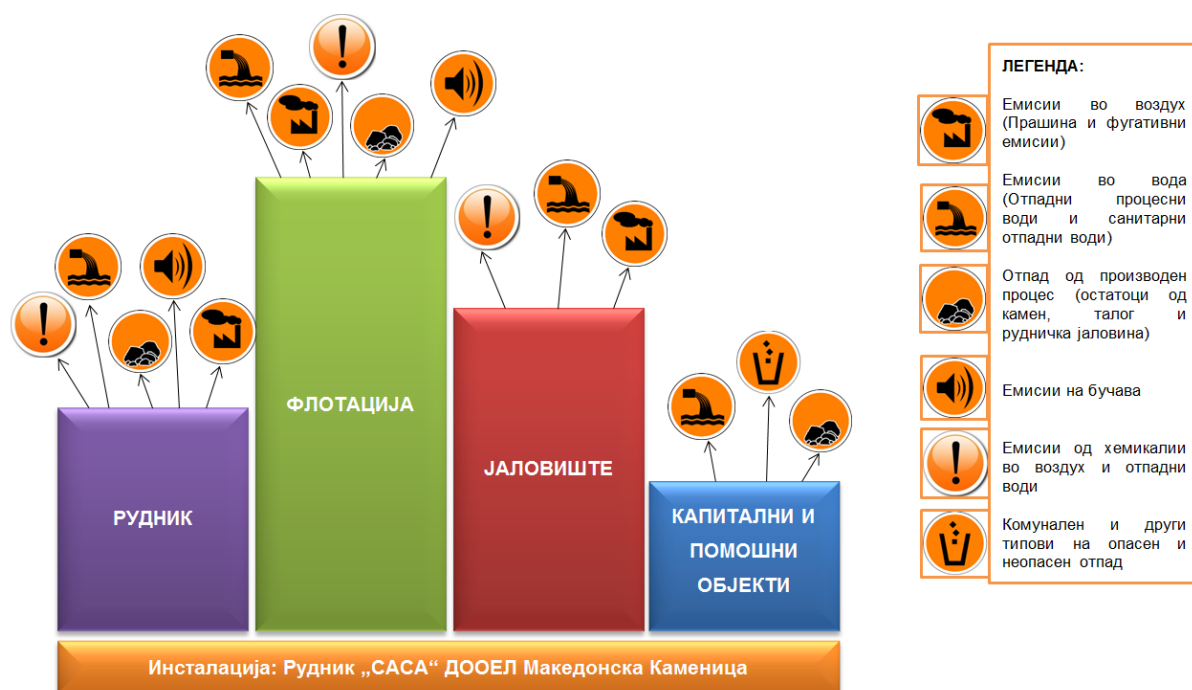 РУДНИК
ФЛОТАЦИЈА
ЈАЛОВИШТЕ
КАПИТАЛНИ И
ПОМОШНИ
ОБЈЕКТИ
Инсталација: Рудник „САСА“ ДООЕЛ Македонска Каменица
ЛЕГЕНДА:
Емисии во воздух
(Прашина и фугативни
емисии)
Емисии во вода
(Отпадни процесни
води и санитарни
отпадни води)
Отпад од производен
процес (остатоци од
камен, талог и
рудничка јаловина)
Емисии на бучава
Емисии од хемикалии
во воздух и отпадни
води
Комунален и други
типови на опасен и
неопасен отпад